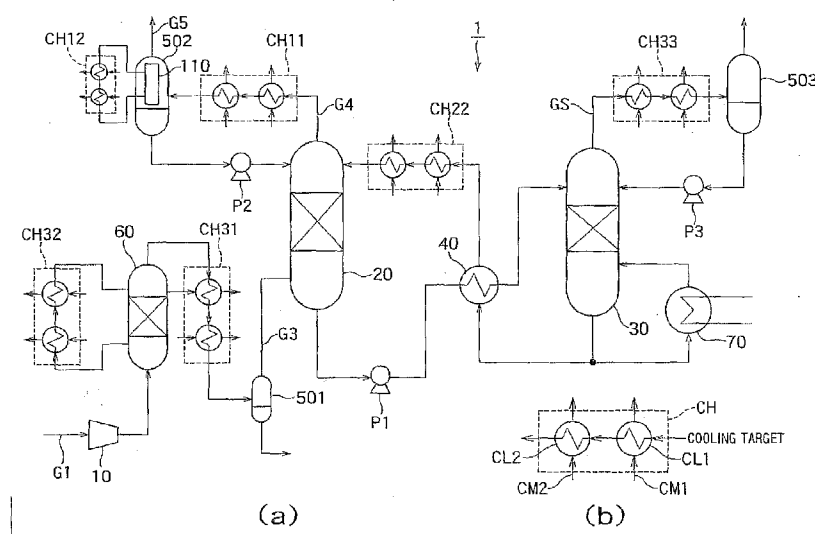 G5
502
CH12
110
CH11
G4
1
CH33
503
GS
CH22
P2
P3
CH32
60
CH31
40
20
30
70
G3
501
P1
G1
10
CH
COOLING TARGET
CL2
CL1
CM2
CM1
(a)
(b)